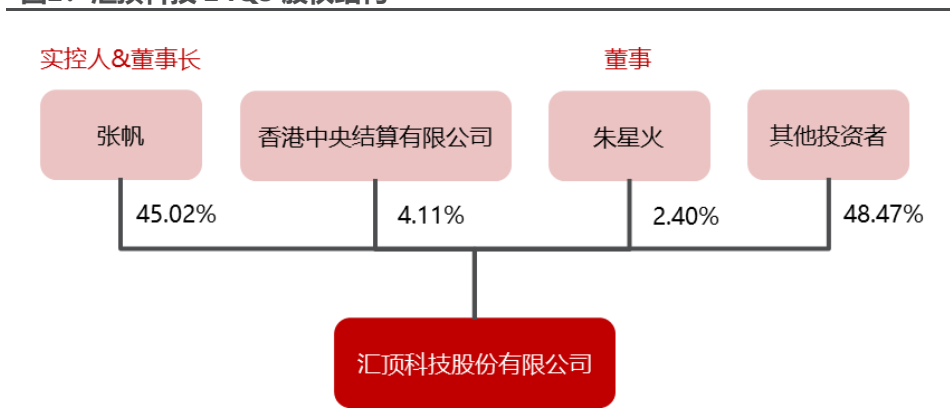 实控人&董事长
董事
张帆
香港中央结算有限公司
朱星火
其他投资者
45.02%
4.11%
2.40%
48.47%
汇顶科技股份有限公司